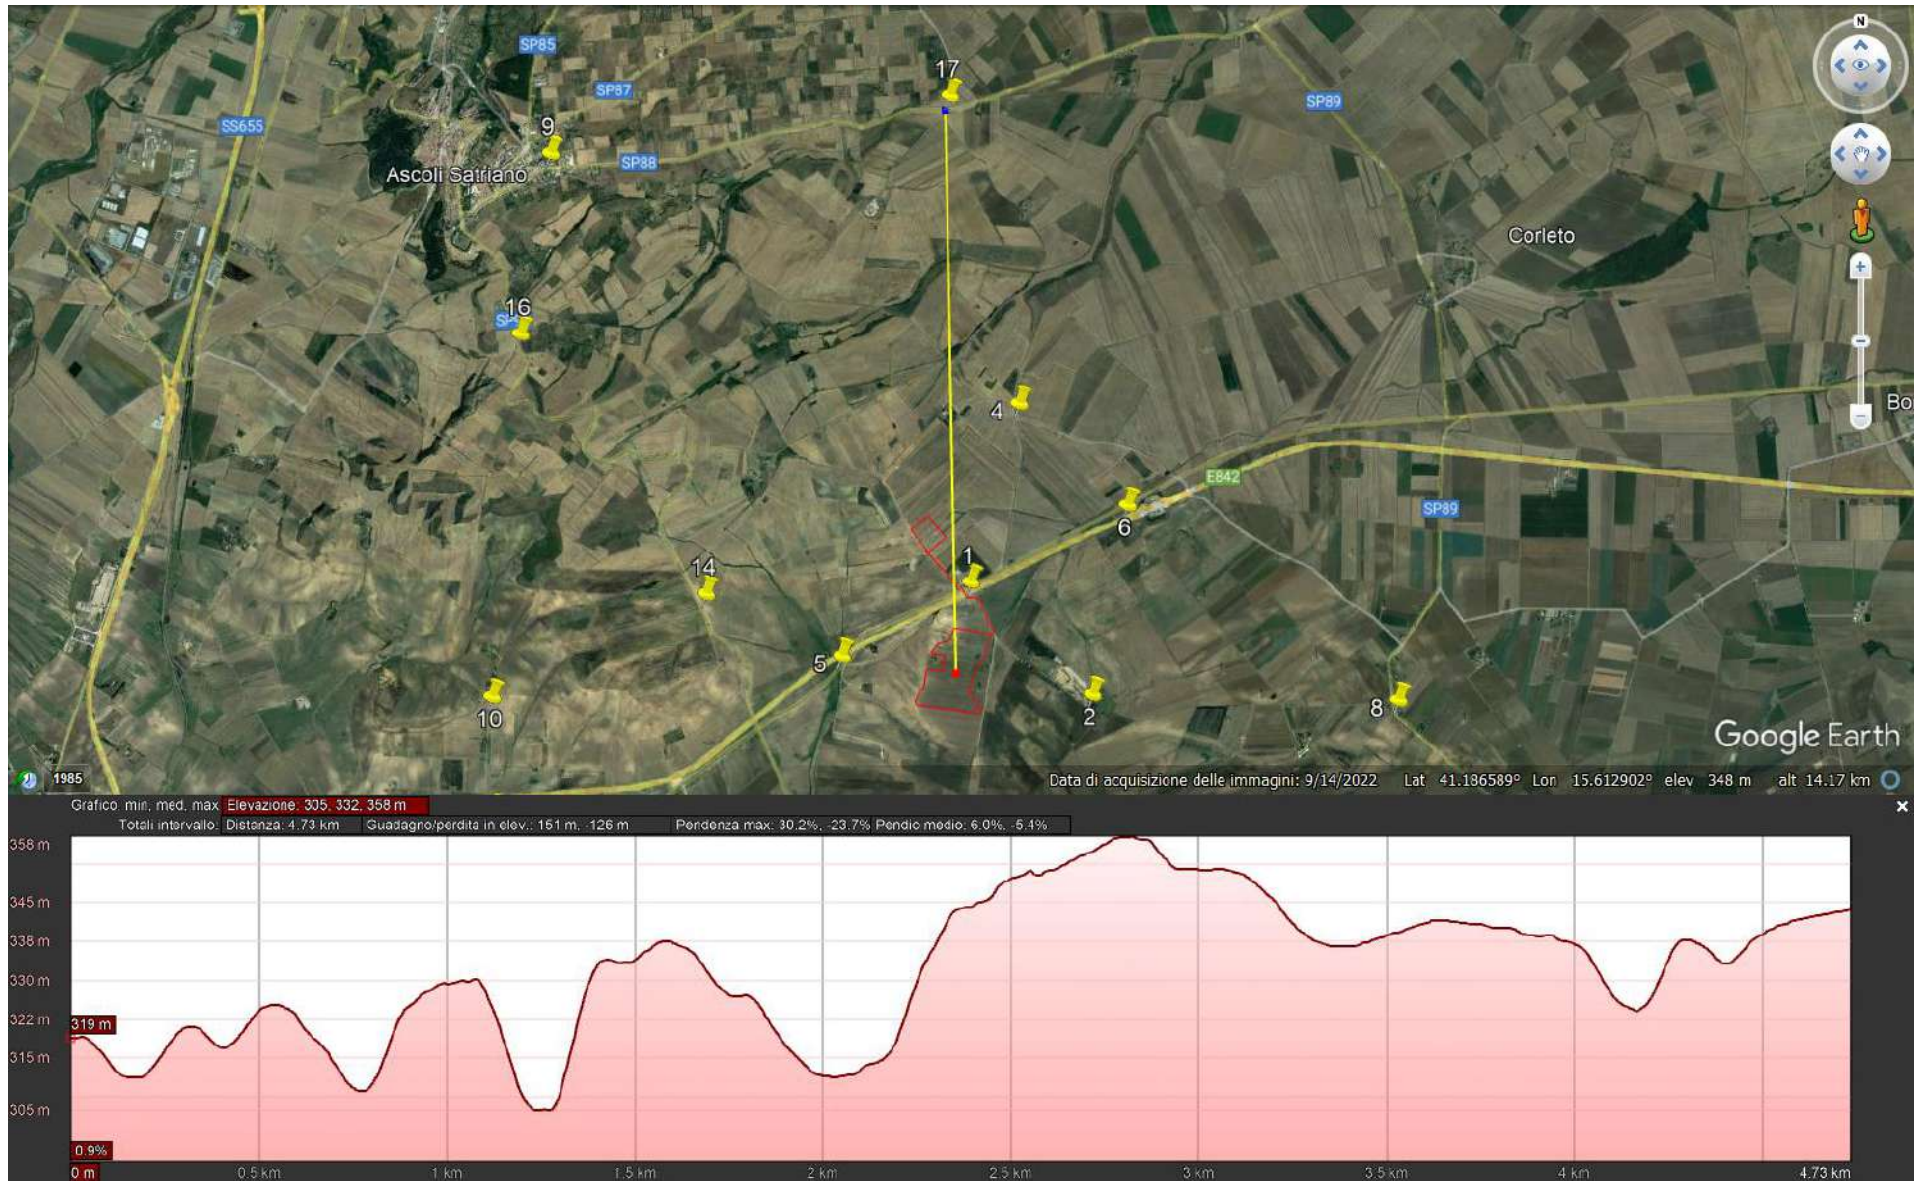 N
SP85
17
SP87
SP89
SS655
9
SP88
Ascoli Satriano
Corleto
16
4
Bo
E842
6
SP89
1
14
5
10
2
8
Google Earth
1985
Data di acquisizione delle immagini: 9/14/2022 Lat 41.186589° Lon 15.612902° elev 348 m alt 14.17 km
Grafico: min, med, max Elevazione: 305, 332, 358 m
Totali intervallo: Distanza: 4.73 km Guadagno/perdita in elev.: 151 m, -126 m Pendenza max: 30.2%, -23.7% Pendio medio: 6.0%, -5.4%
358 m
345 m
338 m
330 m
322 m
319 m
315 m
305 m
0.9%
0 m 0.5 km 1 km 1.5 km 2 km 2.5 km 3 km 3.5 km 4 km 4.73 km